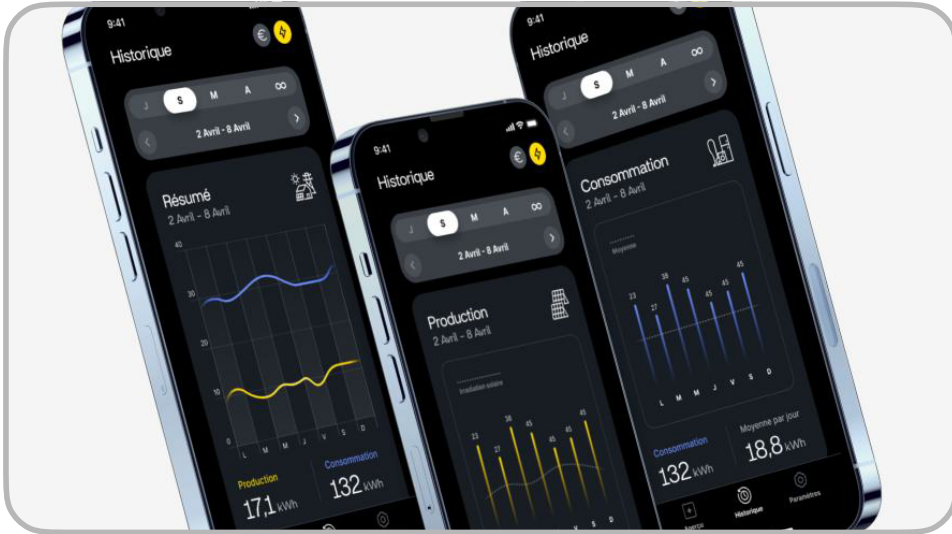 9:41
Historique
€
J S M A ∞
2 Avril - 8 Avril
Résumé
2 Avril - 8 Avril
40
30
20
10
0
L M M J V S D
Production
17,1 kWh
Consommation
132 kWh
9:41
Historique
€
J S M A ∞
2 Avril - 8 Avril
Production
2 Avril - 8 Avril
Irradiation solaire
23 27 38 45 45 45 45
V S D
9:41
Historique
J S M A ∞
2 Avril - 8 Avril
Consommation
2 Avril - 8 Avril
Moyenne
23 27 38 45 45 45 45
L M M J V S D
Consommation
132 kWh
Moyenne par jour
18,8 kWh
Historique
Paramètres